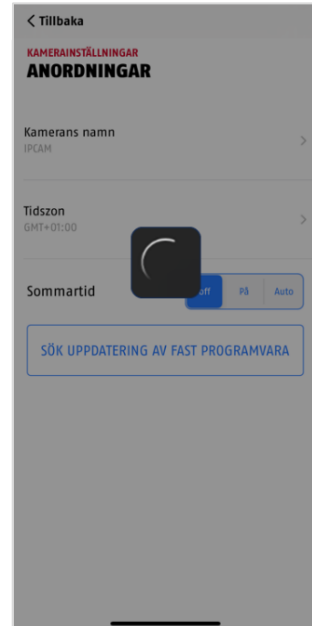 Tillbaka
KAMERAINSTÄLLNINGAR
ANORDNINGAR
Kamerans namn
IPCAM
Tidszon
GMT+01:00
Sommartid
På Auto
SÖK UPPDATERING AV FAST PROGRAMVARA